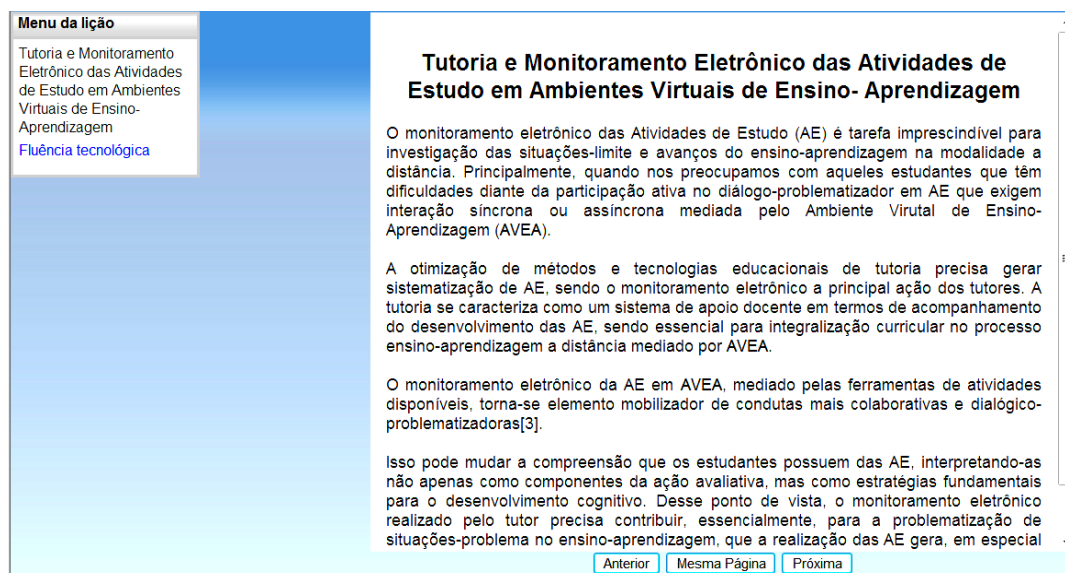 Menu da lição
Tutoria e Monitoramento
Eletrônico das Atividades
de Estudo em Ambientes
Virtuais de Ensino-
Aprendizagem
Fluência tecnológica
Tutoria e Monitoramento Eletrônico das Atividades de
Estudo em Ambientes Virtuais de Ensino- Aprendizagem
O monitoramento eletrônico das Atividades de Estudo (AE) é tarefa imprescindível para
investigação das situações-limite e avanços do ensino-aprendizagem na modalidade a
distância. Principalmente, quando nos preocupamos com aqueles estudantes que têm
dificuldades diante da participação ativa no diálogo-problematizador em AE que exigem
interação síncrona ou assíncrona mediada pelo Ambiente Virutal de Ensino-
Aprendizagem (AVEA).
A otimização de métodos e tecnologias educacionais de tutoria precisa gerar
sistematização de AE, sendo o monitoramento eletrônico a principal ação dos tutores. A
tutoria se caracteriza como um sistema de apoio docente em termos de acompanhamento
do desenvolvimento das AE, sendo essencial para integralização curricular no processo
ensino-aprendizagem a distância mediado por AVEA.
O monitoramento eletrônico da AE em AVEA, mediado pelas ferramentas de atividades
disponíveis, torna-se elemento mobilizador de condutas mais colaborativas e dialógico-
problematizadoras[3].
Isso pode mudar a compreensão que os estudantes possuem das AE, interpretando-as
não apenas como componentes da ação avaliativa, mas como estratégias fundamentais
para o desenvolvimento cognitivo. Desse ponto de vista, o monitoramento eletrônico
realizado pelo tutor precisa contribuir, essencialmente, para a problematização de
situações-problema no ensino-aprendizagem, que a realização das AE gera, em especial
Anterior Mesma Página Próxima